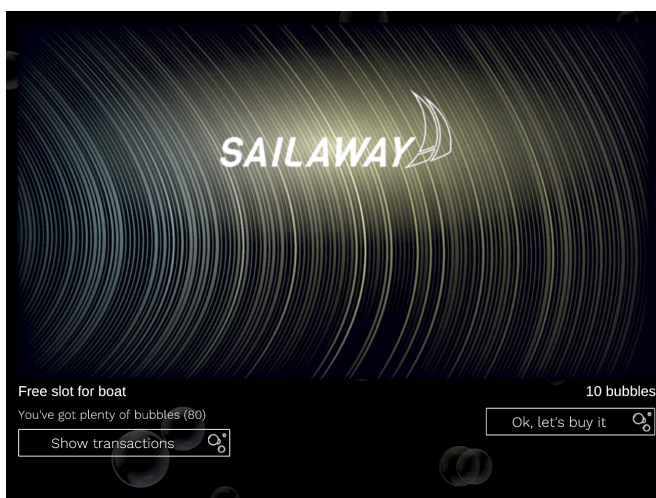 SAILAWAY
Free slot for boat
10 bubbles
You've got plenty of bubbles (80)
Ok, let's buy it
Show transactions